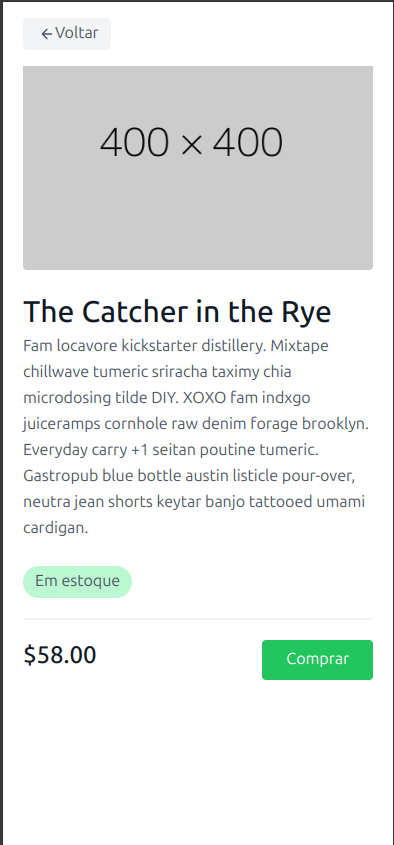 Voltar
400 × 400
The Catcher in the Rye
Fam locavore kickstarter distillery. Mixtape
chillwave tumeric sriracha taximy chia
microdosing tilde DIY. XOXO fam indxgo
juiceramps cornhole raw denim forage brooklyn.
Everyday carry +1 seitan poutine tumeric.
Gastropub blue bottle austin listicle pour-over,
neutra jean shorts keytar banjo tattooed umami
cardigan.
Em estoque
$58.00
Comprar